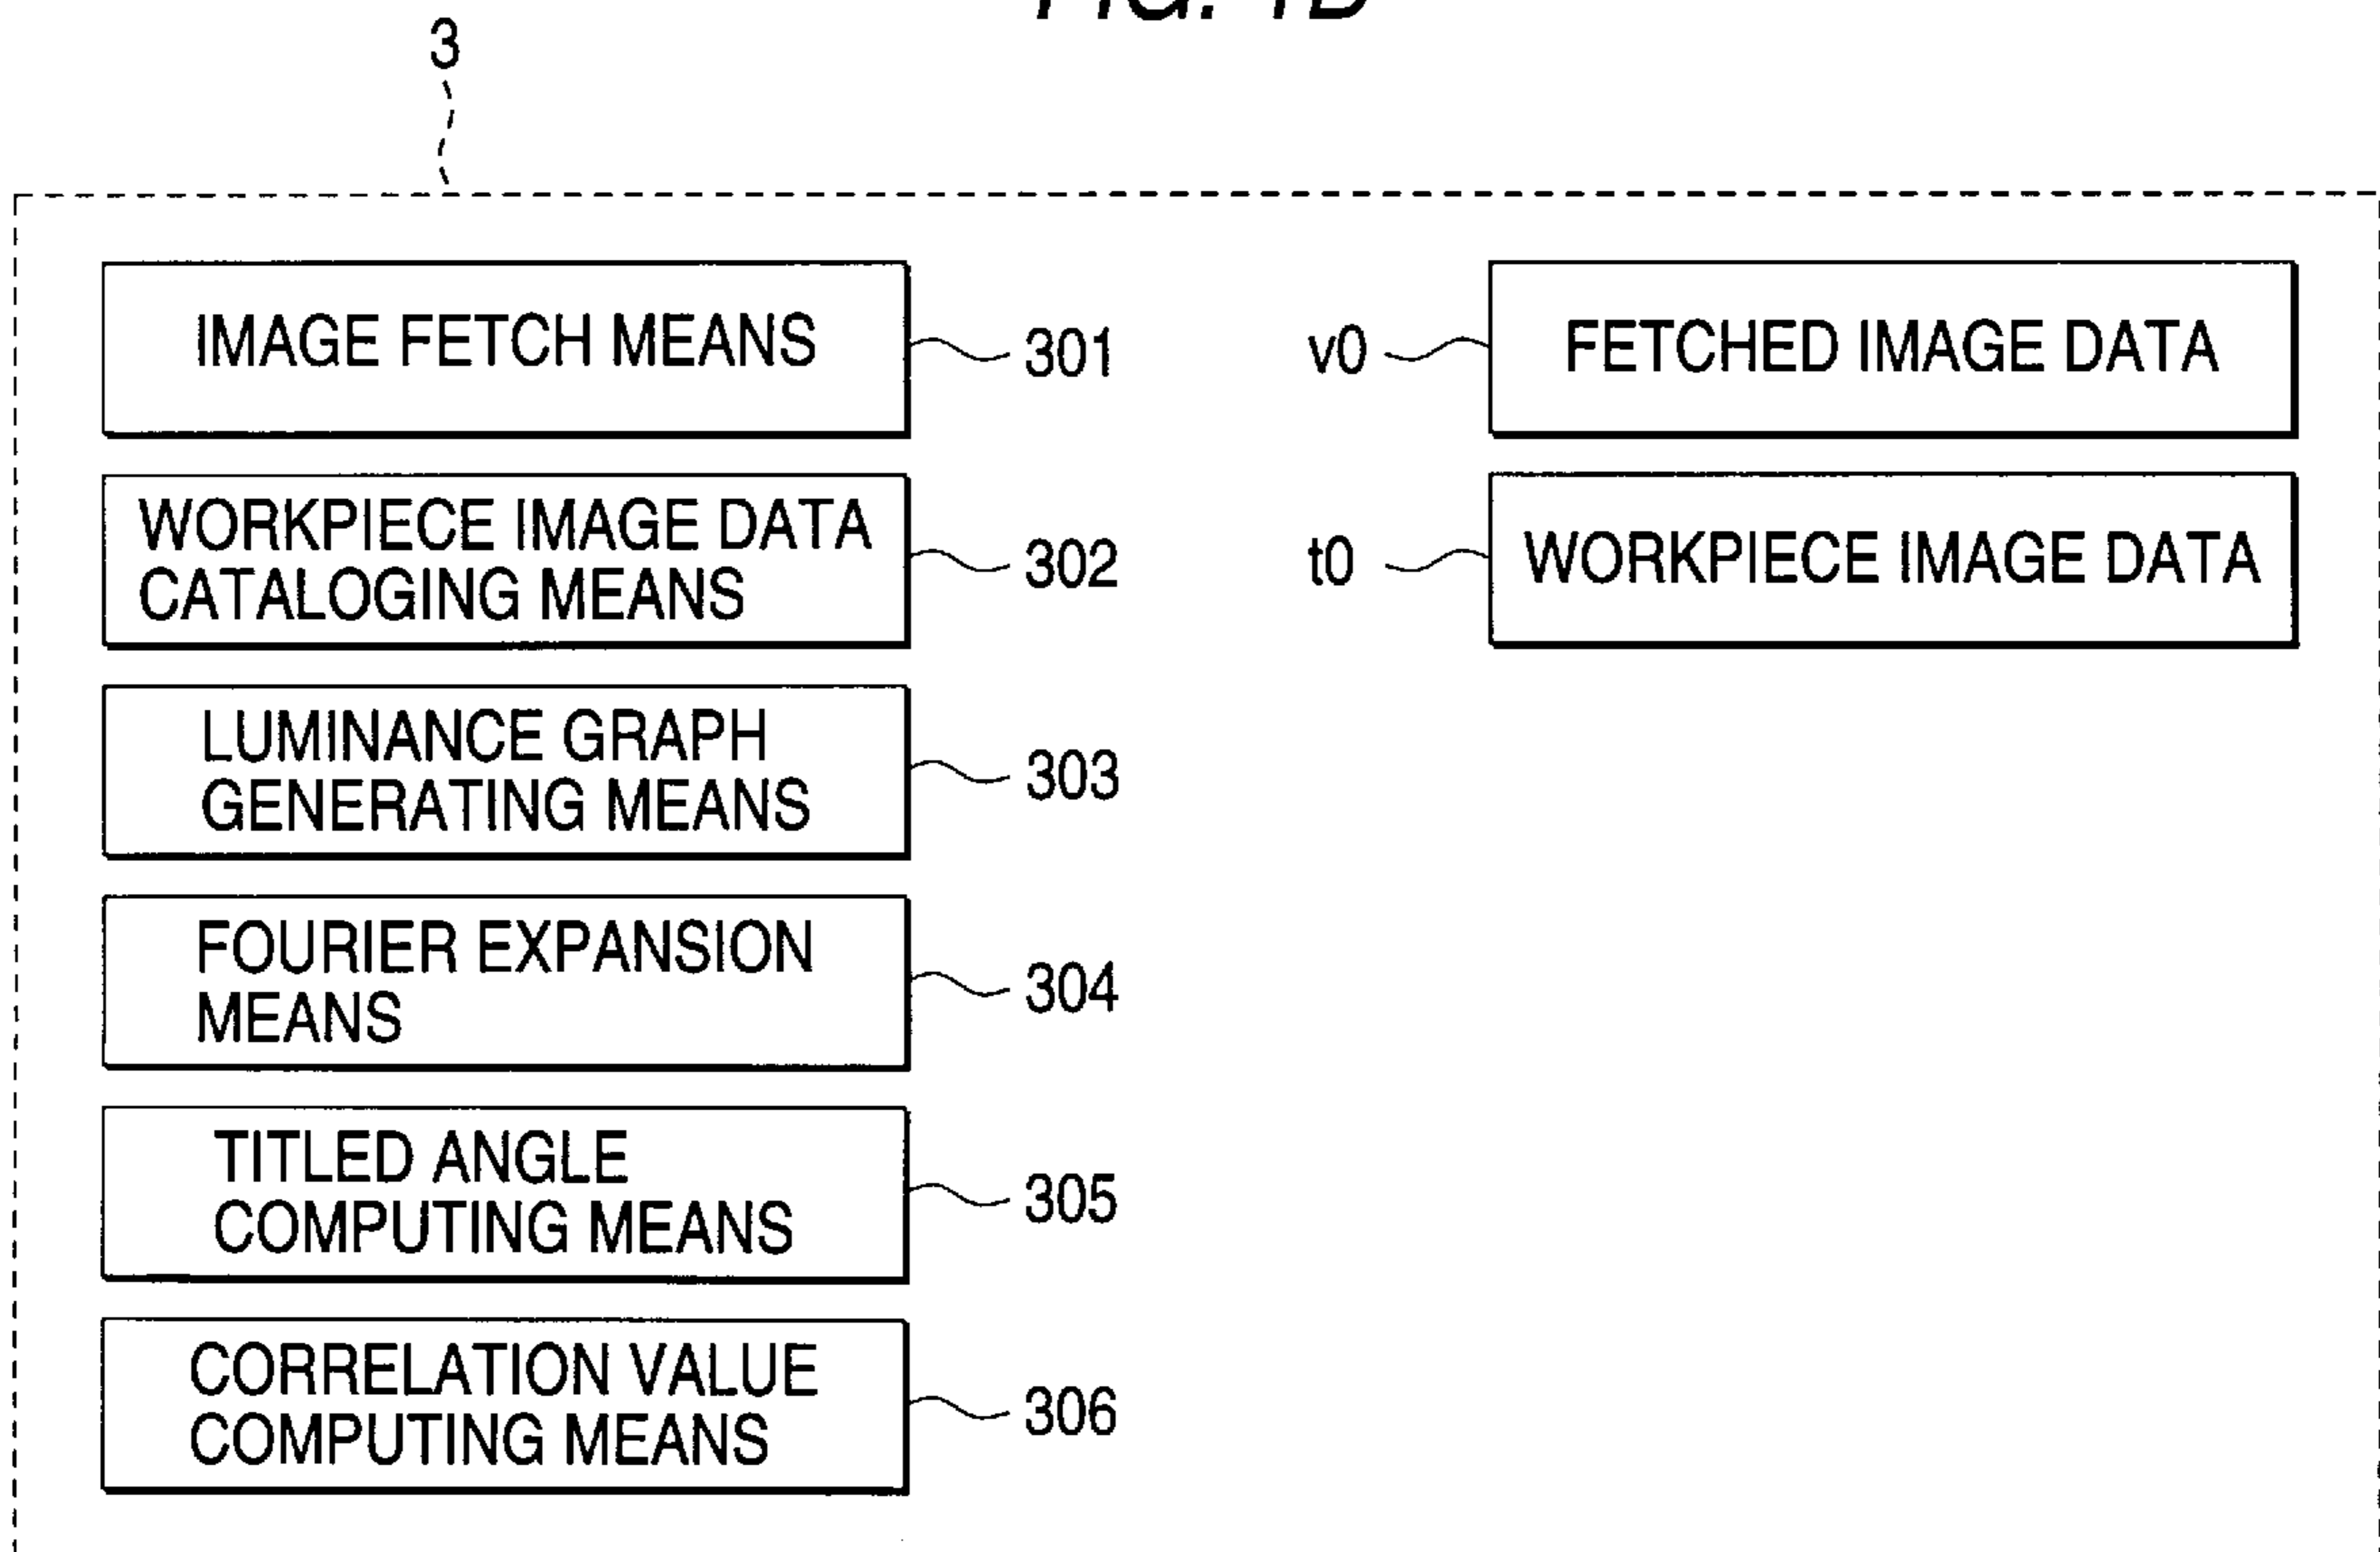 FIG. 1B
3
IMAGE FETCH MEANS
301
v0
FETCHED IMAGE DATA
WORKPIECE IMAGE DATA
CATALOGING MEANS
302
t0
WORKPIECE IMAGE DATA
LUMINANCE GRAPH
GENERATING MEANS
303
FOURIER EXPANSION
MEANS
304
TITLED ANGLE
COMPUTING MEANS
305
CORRELATION VALUE
COMPUTING MEANS
306